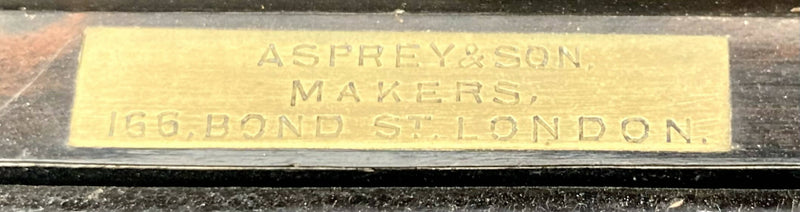 ASPREY & SON,
MAKERS,
166, BOND ST. LONDON.